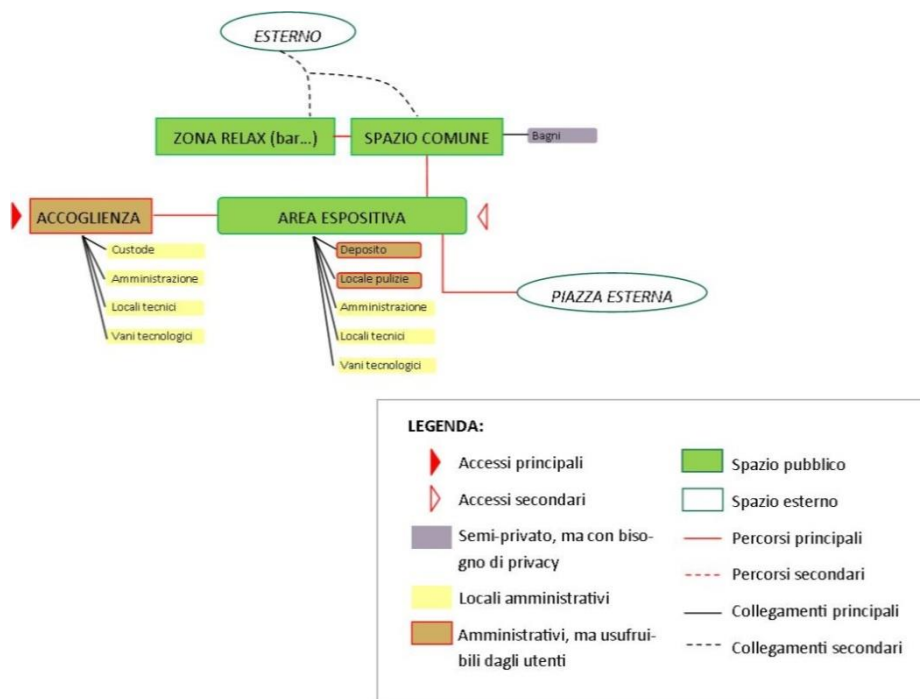 ESTERNO
ZONA RELAX (bar...)
SPAZIO COMUNE
Bagni
ACCOGLIENZA
AREA ESPOSITIVA
Custode
Amministrazione
Locali tecnici
Vani tecnologici
Deposito
Locale pulizie
Amministrazione
Locali tecnici
Vani tecnologici
PIAZZA ESTERNA
LEGENDA:
Accessi principali
Accessi secondari
Semi-privato, ma con biso-
gno di privacy
Locali amministrativi
Amministrativi, ma usufrui-
bili dagli utenti
Spazio pubblico
Spazio esterno
Percorsi principali
Percorsi secondari
Collegamenti principali
Collegamenti secondari